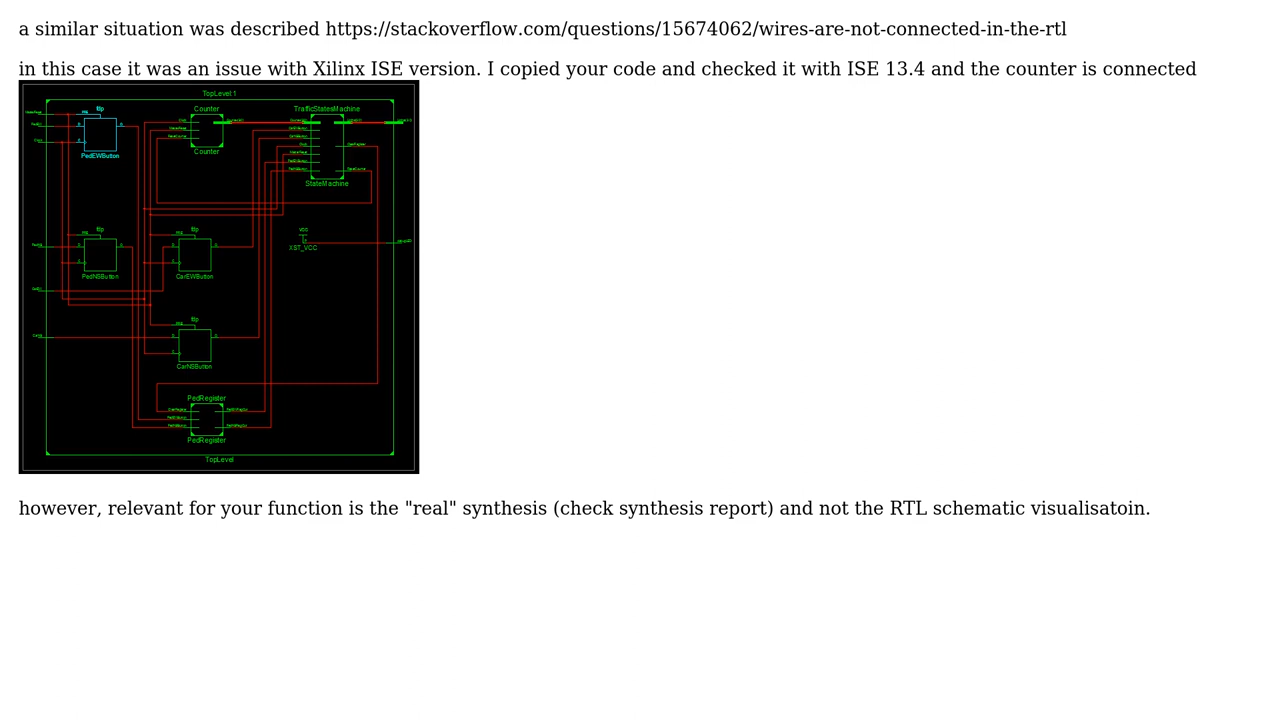 a similar situation was described https://stackoverflow.com/questions/15674062/wires-are-not-connected-in-the-rtl
in this case it was an issue with Xilinx ISE version. I copied your code and checked it with ISE 13.4 and the counter is connected
TopLevel:1
Counter
TrafficStatesMachine
PedEWButton
Counter
StateMachine
VCC
XST_VCC
PedNSButton
CarEWButton
CarNSButton
PedRegister
PedRegister
TopLevel
however, relevant for your function is the "real" synthesis (check synthesis report) and not the RTL schematic visualisatoin.